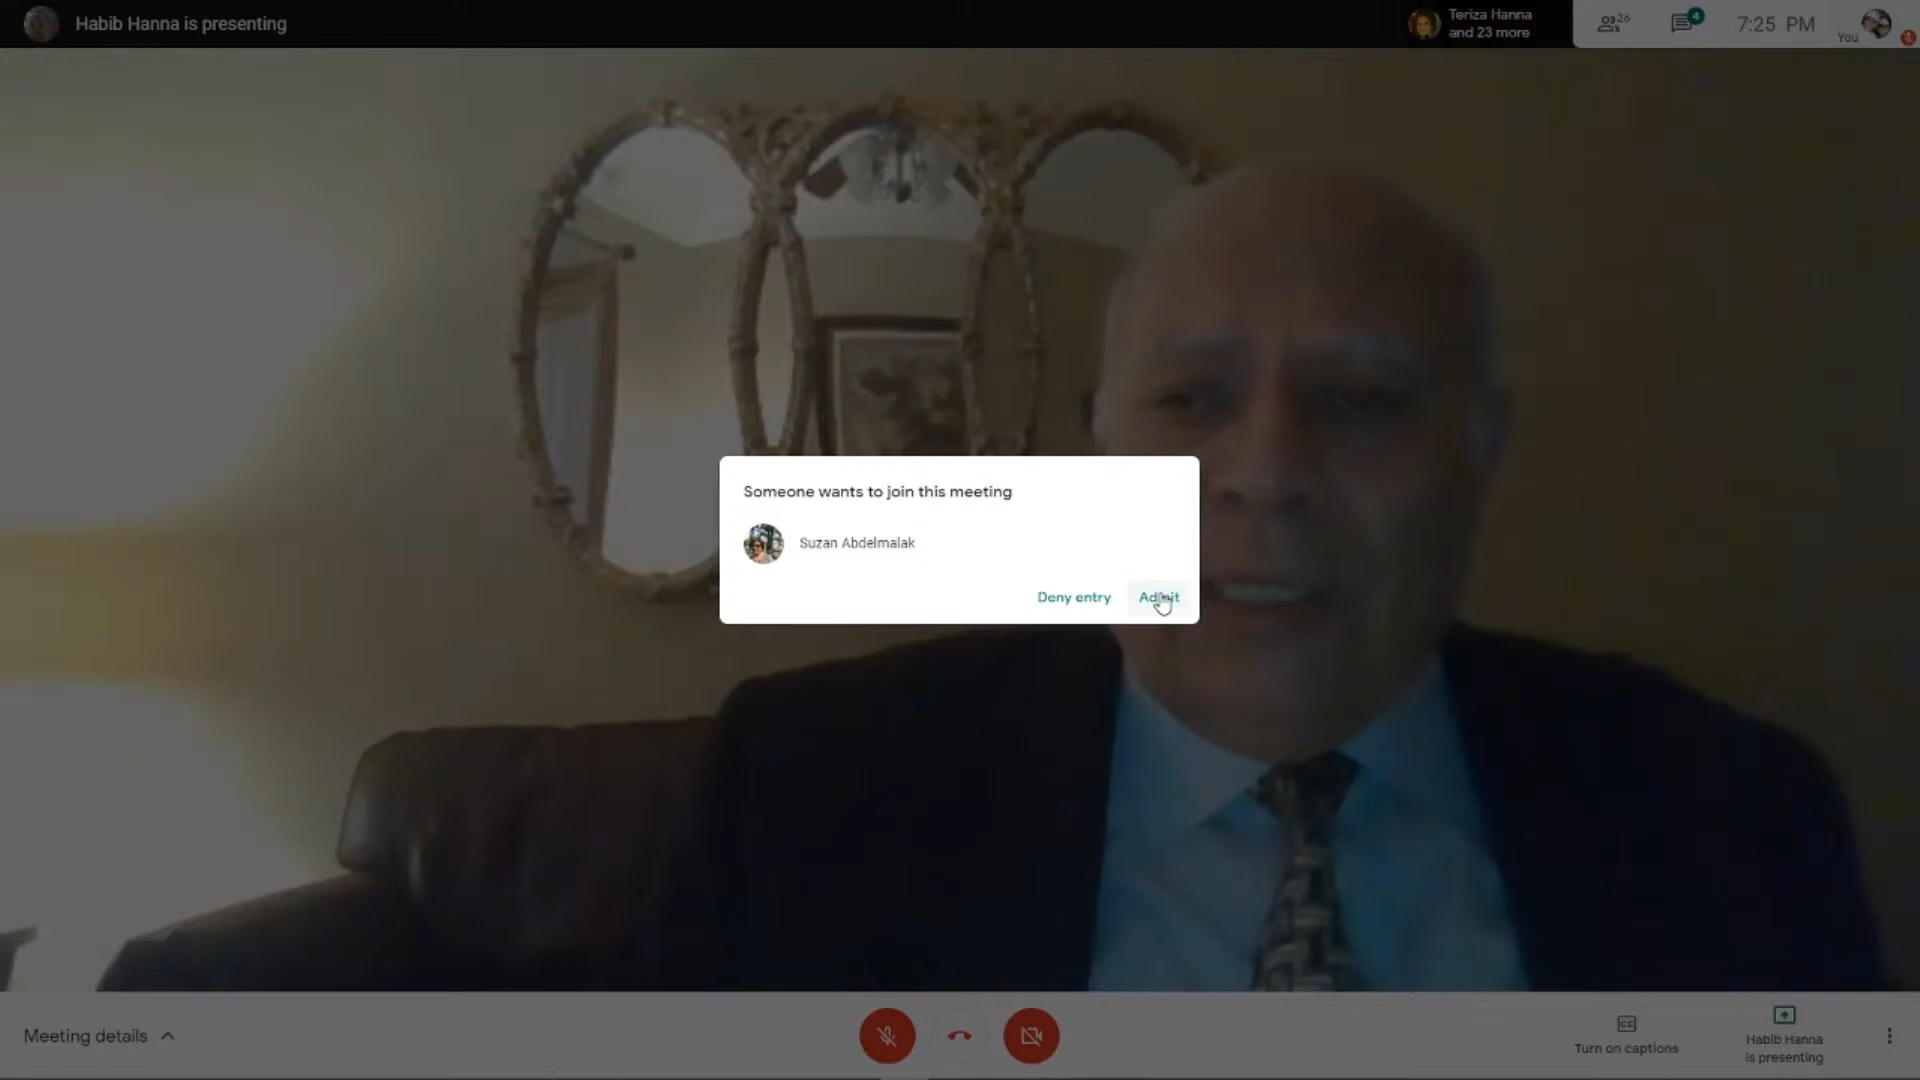 Habib Hanna is presenting
Teriza Hanna
and 23 more
26
4
7:25 PM
You
Someone wants to join this meeting
Suzan Abdelmalak
Deny entry
Admit
Meeting details
Turn on captions
Habib Hanna
is presenting